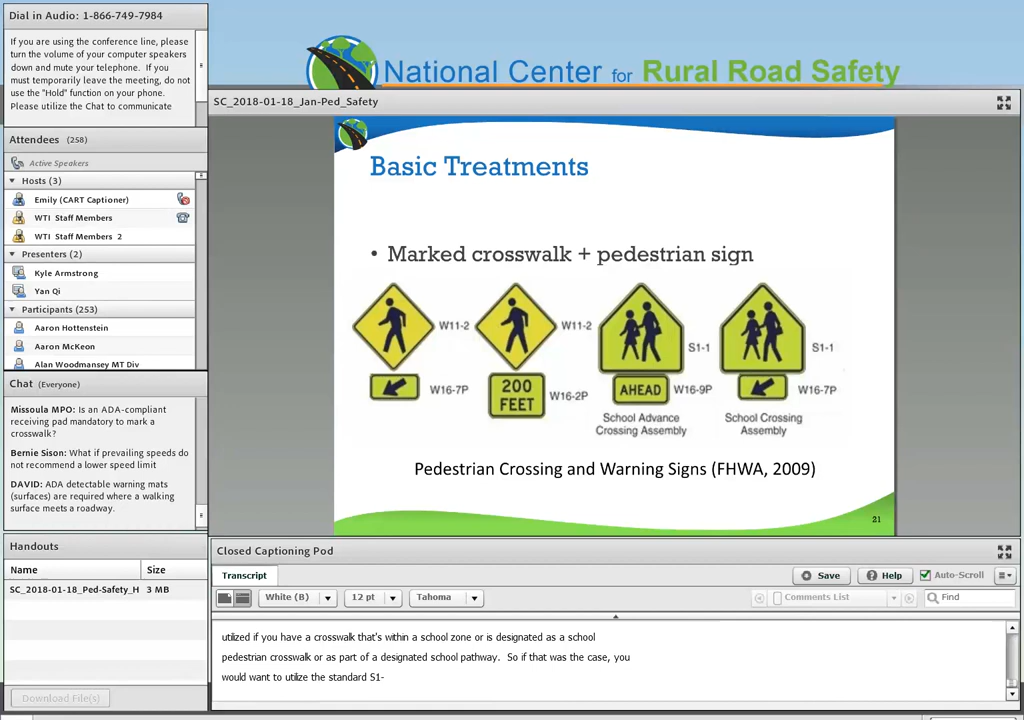 Dial in Audio: 1-866-749-7984
If you are using the conference line, please
turn the volume of your computer speakers
down and mute your telephone. If you
must temporarily leave the meeting, do not
use the "Hold" function on your phone.
Please utilize the Chat to communicate
Attendees (258)
Active Speakers
Hosts (3)
Emily (CART Captioner)
WTI Staff Members
WTI Staff Members 2
Presenters (2)
Kyle Armstrong
Yan Qi
Participants (253)
Aaron Hottenstein
Aaron McKeon
Alan Woodmansey MT Div
Chat (Everyone)
Missoula MPO: Is an ADA-compliant
receiving pad mandatory to mark a
crosswalk?
Bernie Sison: What if prevailing speeds do
not recommend a lower speed limit
DAVID: ADA detectable warning mats
(surfaces) are required where a walking
surface meets a roadway.
Handouts
Name Size
SC_2018-01-18_Ped-Safety_H 3 MB
Download File(s)
National Center for Rural Road Safety
SC_2018-01-18_Jan-Ped_Safety
Basic Treatments
• Marked crosswalk + pedestrian sign
W11-2 W11-2 S1-1 S1-1
W16-7P 200 FEET W16-2P AHEAD W16-9P W16-7P
School Advance Crossing Assembly
School Crossing Assembly
Pedestrian Crossing and Warning Signs (FHWA, 2009)
21
Closed Captioning Pod
Transcript Save Help Auto-Scroll
White (B) 12 pt Tahoma Comments List Find
utilized if you have a crosswalk that's within a school zone or is designated as a school
pedestrian crosswalk or as part of a designated school pathway. So if that was the case, you
would want to utilize the standard S1-